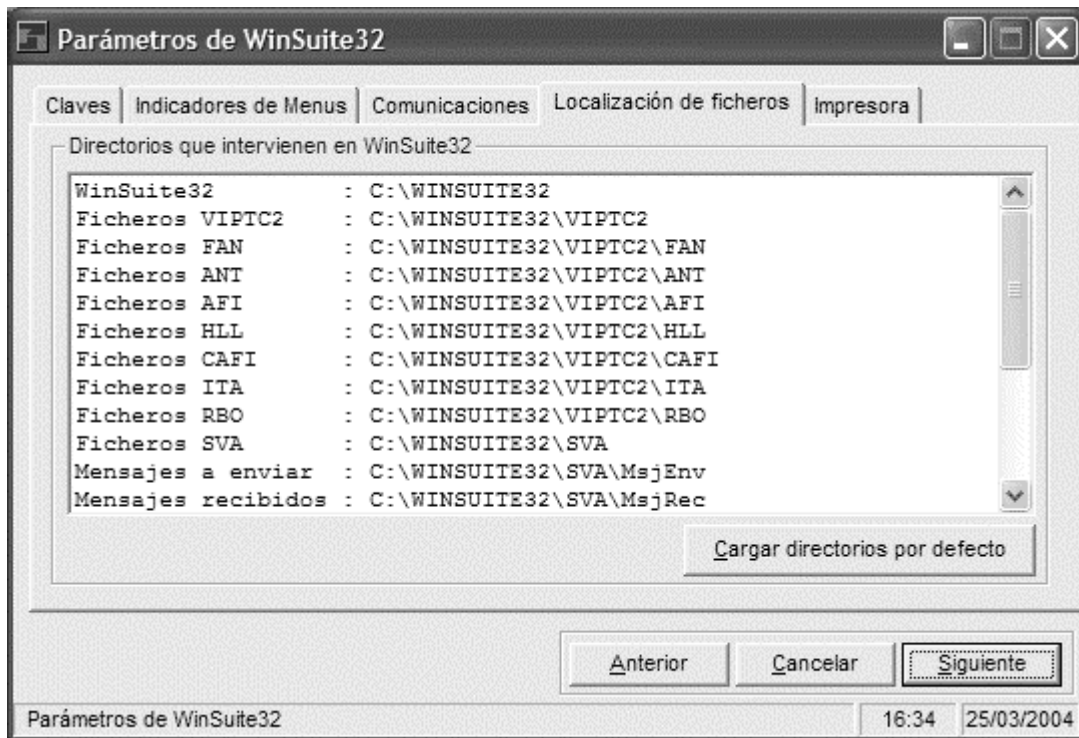 Parámetros de WinSuite32
Claves Indicadores de Menus Comunicaciones Localización de ficheros Impresora
Directorios que intervienen en WinSuite32
WinSuite32 : C:\WINSUITE32
Ficheros VIPTC2 : C:\WINSUITE32\VIPTC2
Ficheros FAN : C:\WINSUITE32\VIPTC2\FAN
Ficheros ANT : C:\WINSUITE32\VIPTC2\ANT
Ficheros AFI : C:\WINSUITE32\VIPTC2\AFI
Ficheros HLL : C:\WINSUITE32\VIPTC2\HLL
Ficheros CAFI : C:\WINSUITE32\VIPTC2\CAFI
Ficheros ITA : C:\WINSUITE32\VIPTC2\ITA
Ficheros RBO : C:\WINSUITE32\VIPTC2\RBO
Ficheros SVA : C:\WINSUITE32\SVA
Mensajes a enviar : C:\WINSUITE32\SVA\MsjEnv
Mensajes recibidos : C:\WINSUITE32\SVA\MsjRec
Cargar directorios por defecto
Anterior Cancelar Siguiente
Parámetros de WinSuite32 16:34 25/03/2004